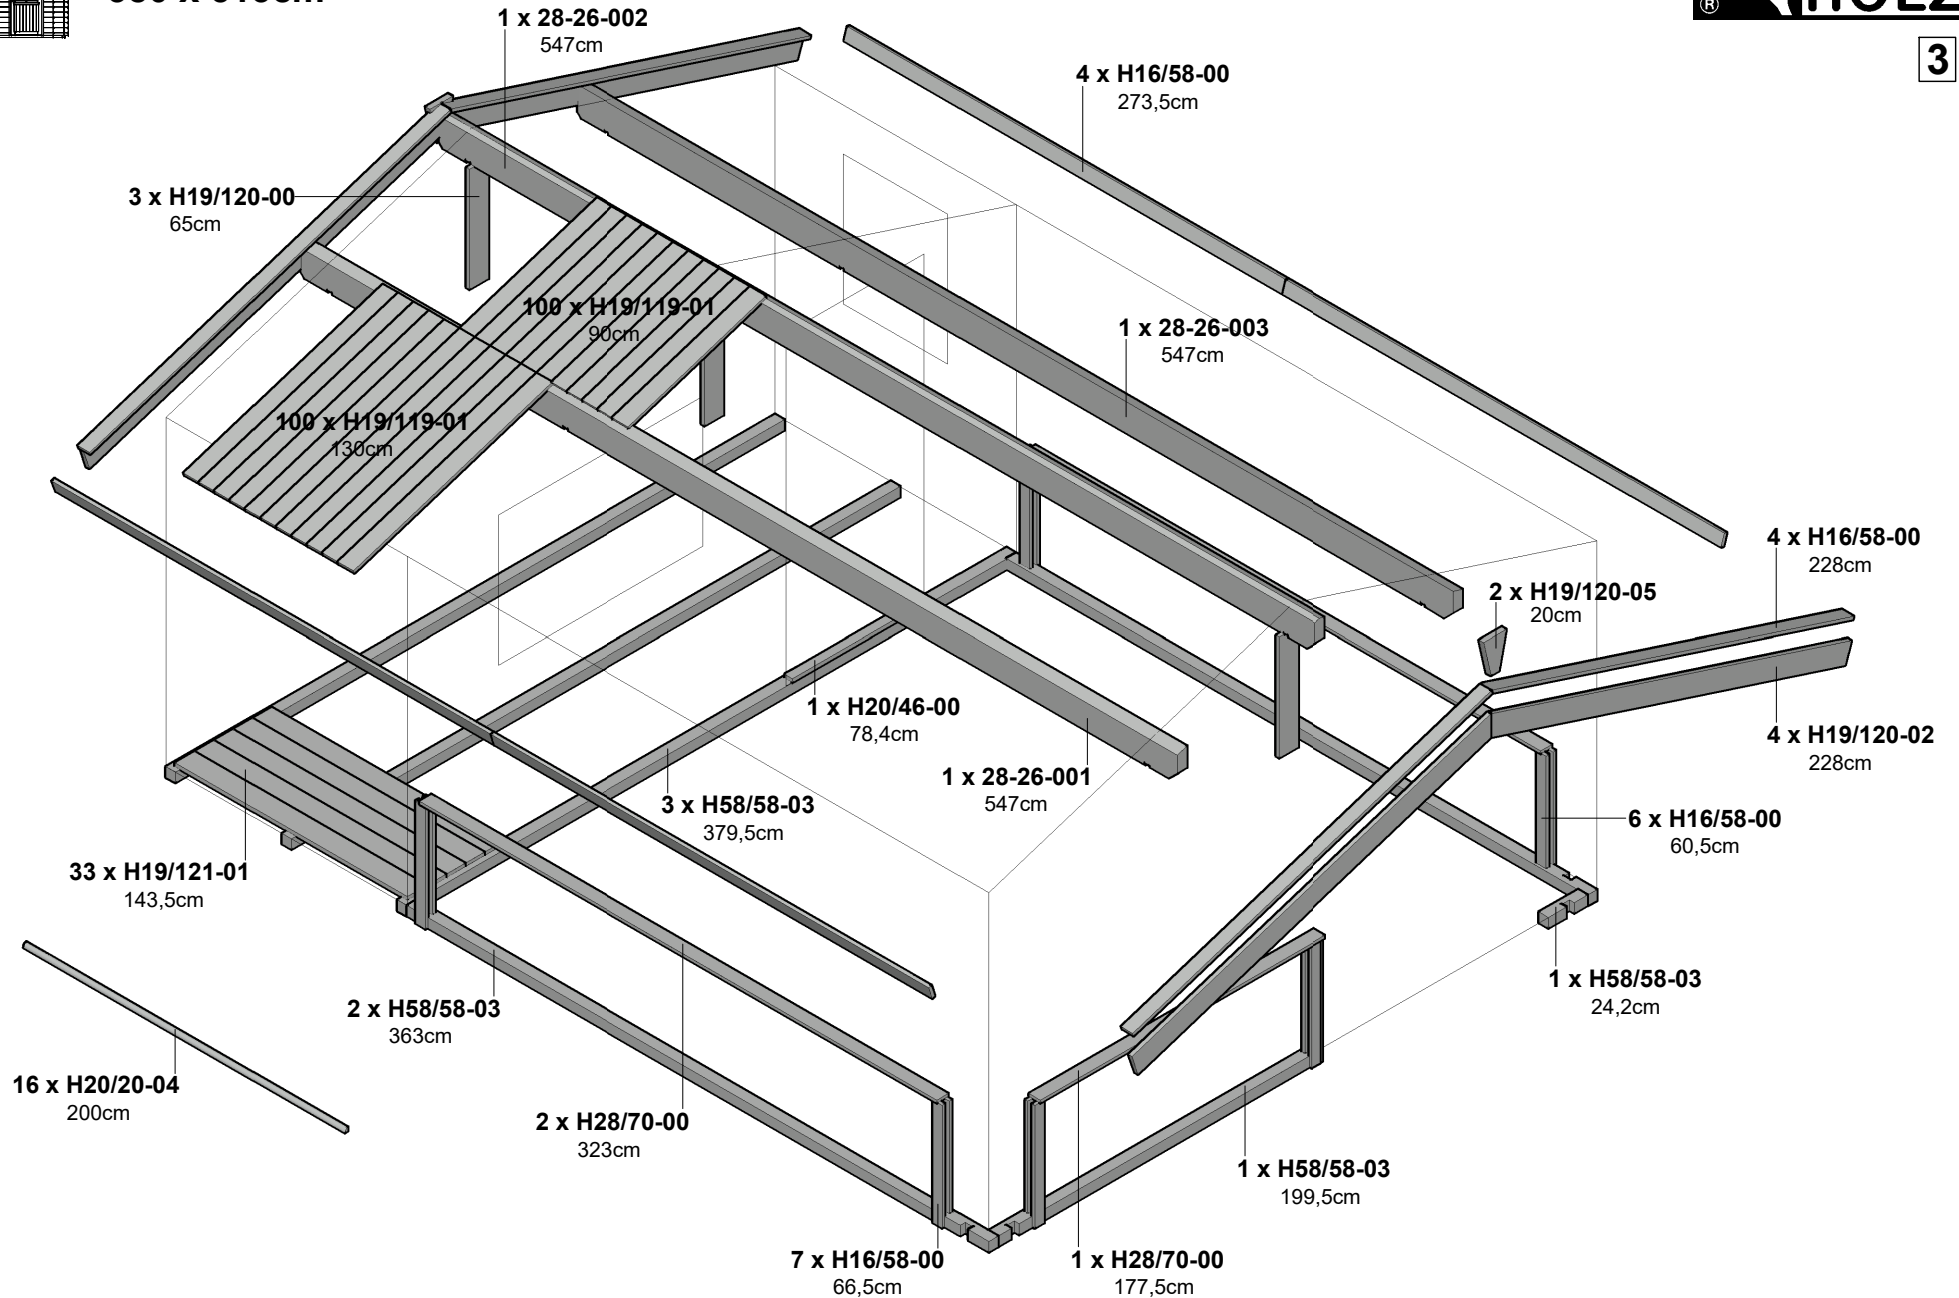 ®
3
1 x 28-26-002
547cm
4 x H16/58-00
273,5cm
3 x H19/120-00
65cm
100 x H19/119-01
90cm
1 x 28-26-003
547cm
100 x H19/119-01
130cm
4 x H16/58-00
228cm
2 x H19/120-05
20cm
1 x H20/46-00
78,4cm
4 x H19/120-02
228cm
1 x 28-26-001
547cm
3 x H58/58-03
379,5cm
6 x H16/58-00
60,5cm
33 x H19/121-01
143,5cm
1 x H58/58-03
24,2cm
2 x H58/58-03
363cm
16 x H20/20-04
200cm
2 x H28/70-00
323cm
1 x H58/58-03
199,5cm
7 x H16/58-00
66,5cm
1 x H28/70-00
177,5cm